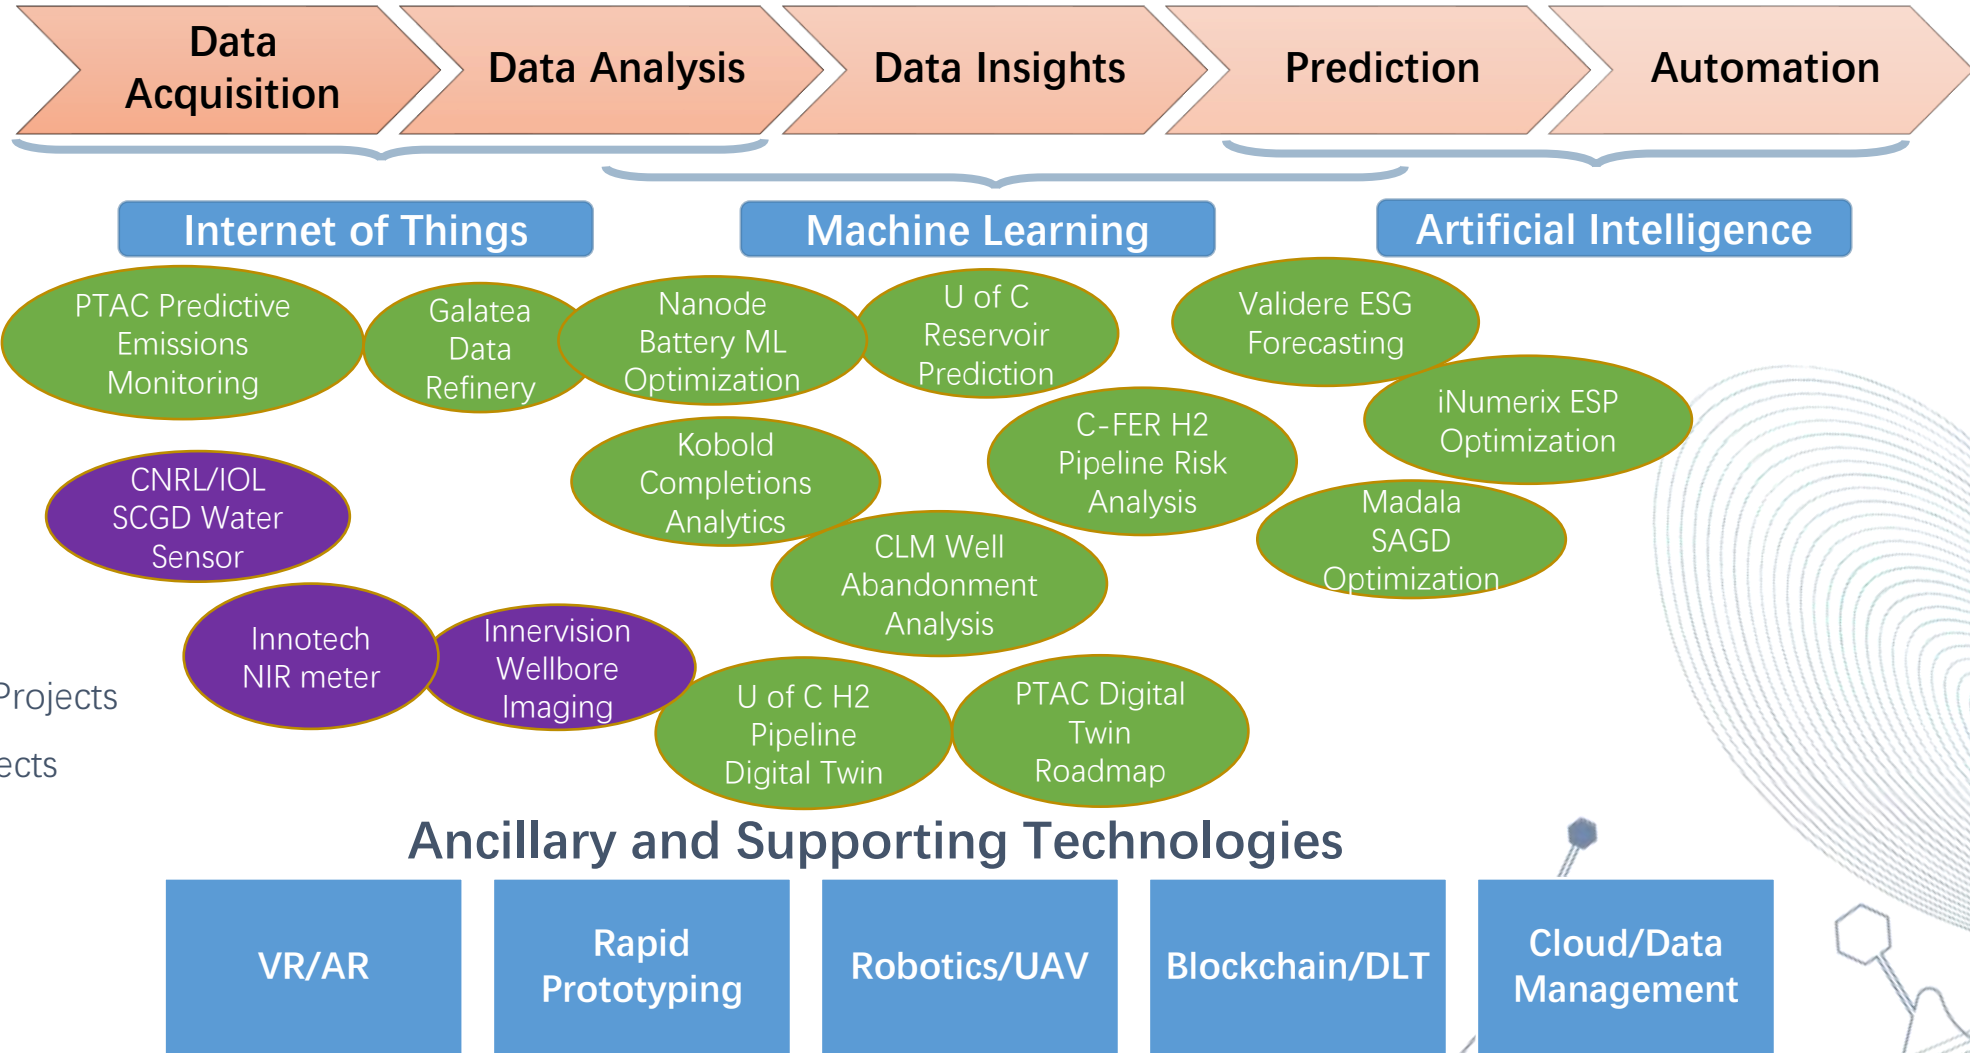 Data
Acquisition
Data Analysis
Data Insights
Prediction
Automation
Internet of Things
Machine Learning
Artificial Intelligence
PTAC Predictive
Emissions
Monitoring
Galatea
Data
Refinery
Nanode
Battery ML
Optimization
U of C
Reservoir
Prediction
Validere ESG
Forecasting
iNumerix ESP
Optimization
CNRL/IOL
SCGD Water
Sensor
Kobold
Completions
Analytics
C-FER H2
Pipeline Risk
Analysis
Madala
SAGD
Optimization
CLM Well
Abandonment
Analysis
Innotech
NIR meter
Innervision
Wellbore
Imaging
U of C H2
Pipeline
Digital Twin
PTAC Digital
Twin
Roadmap
Projects
ects
Ancillary and Supporting Technologies
VR/AR
Rapid
Prototyping
Robotics/UAV
Blockchain/DLT
Cloud/Data
Management